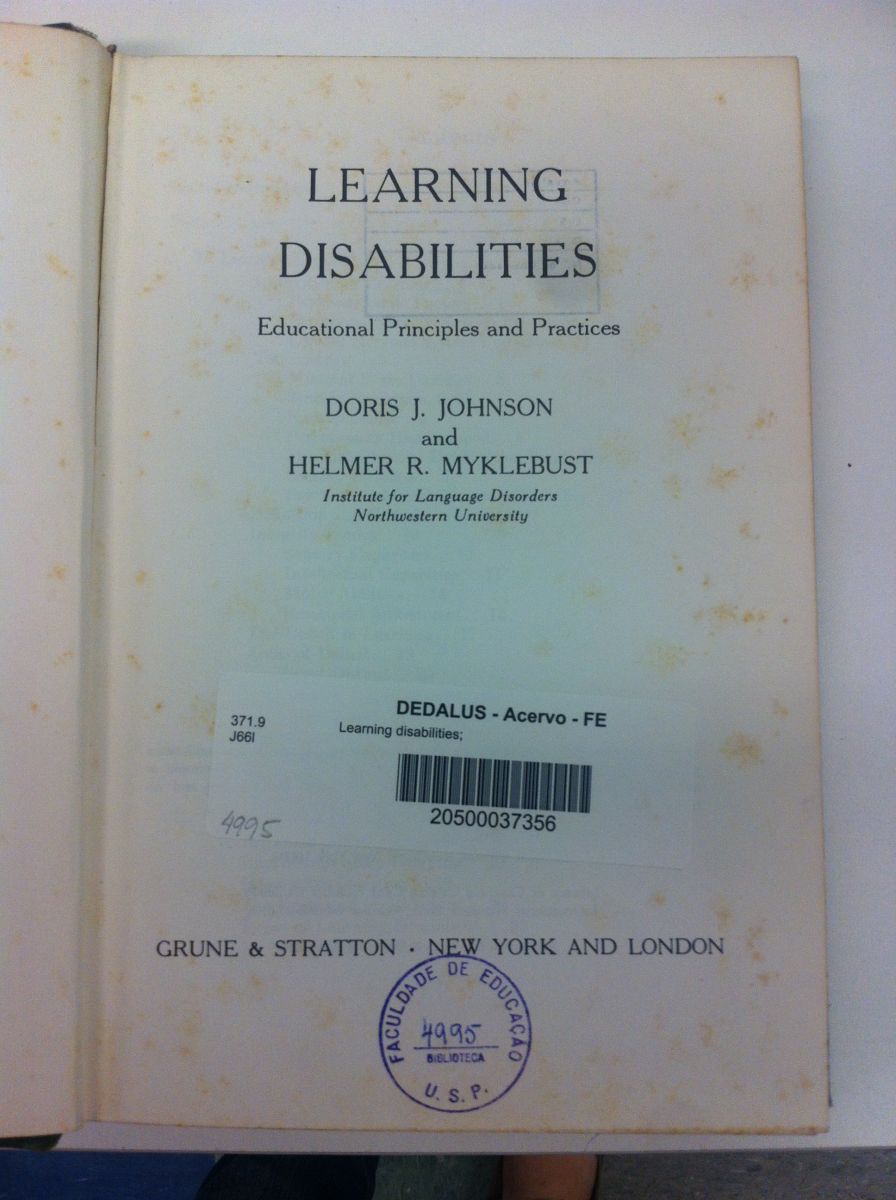 LEARNING
DISABILITIES
Educational Principles and Practices
DORIS J. JOHNSON
and
HELMER R. MYKLEBUST
Institute for Language Disorders
Northwestern University
DEDALUS - Acervo - FE
371.9
J66l
Learning disabilities;
20500037356
4995
GRUNE & STRATTON · NEW YORK AND LONDON
FACULDADE DE EDUCAÇÃO
4995
BIBLIOTECA
U. S. P.